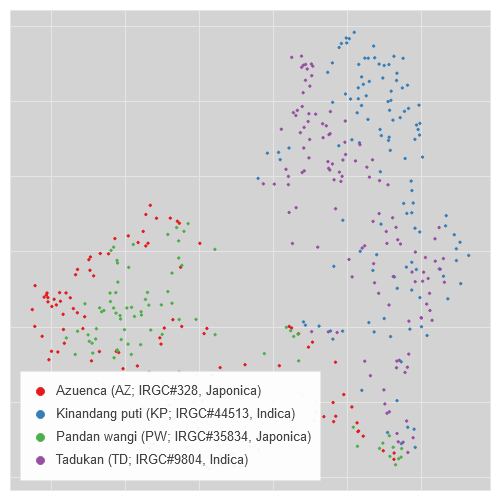 Azuenca (AZ; IRGC#328, Japonica)
Kinandang puti (KP; IRGC#44513, Indica)
Pandan wangi (PW; IRGC#35834, Japonica)
Tadukan (TD; IRGC#9804, Indica)